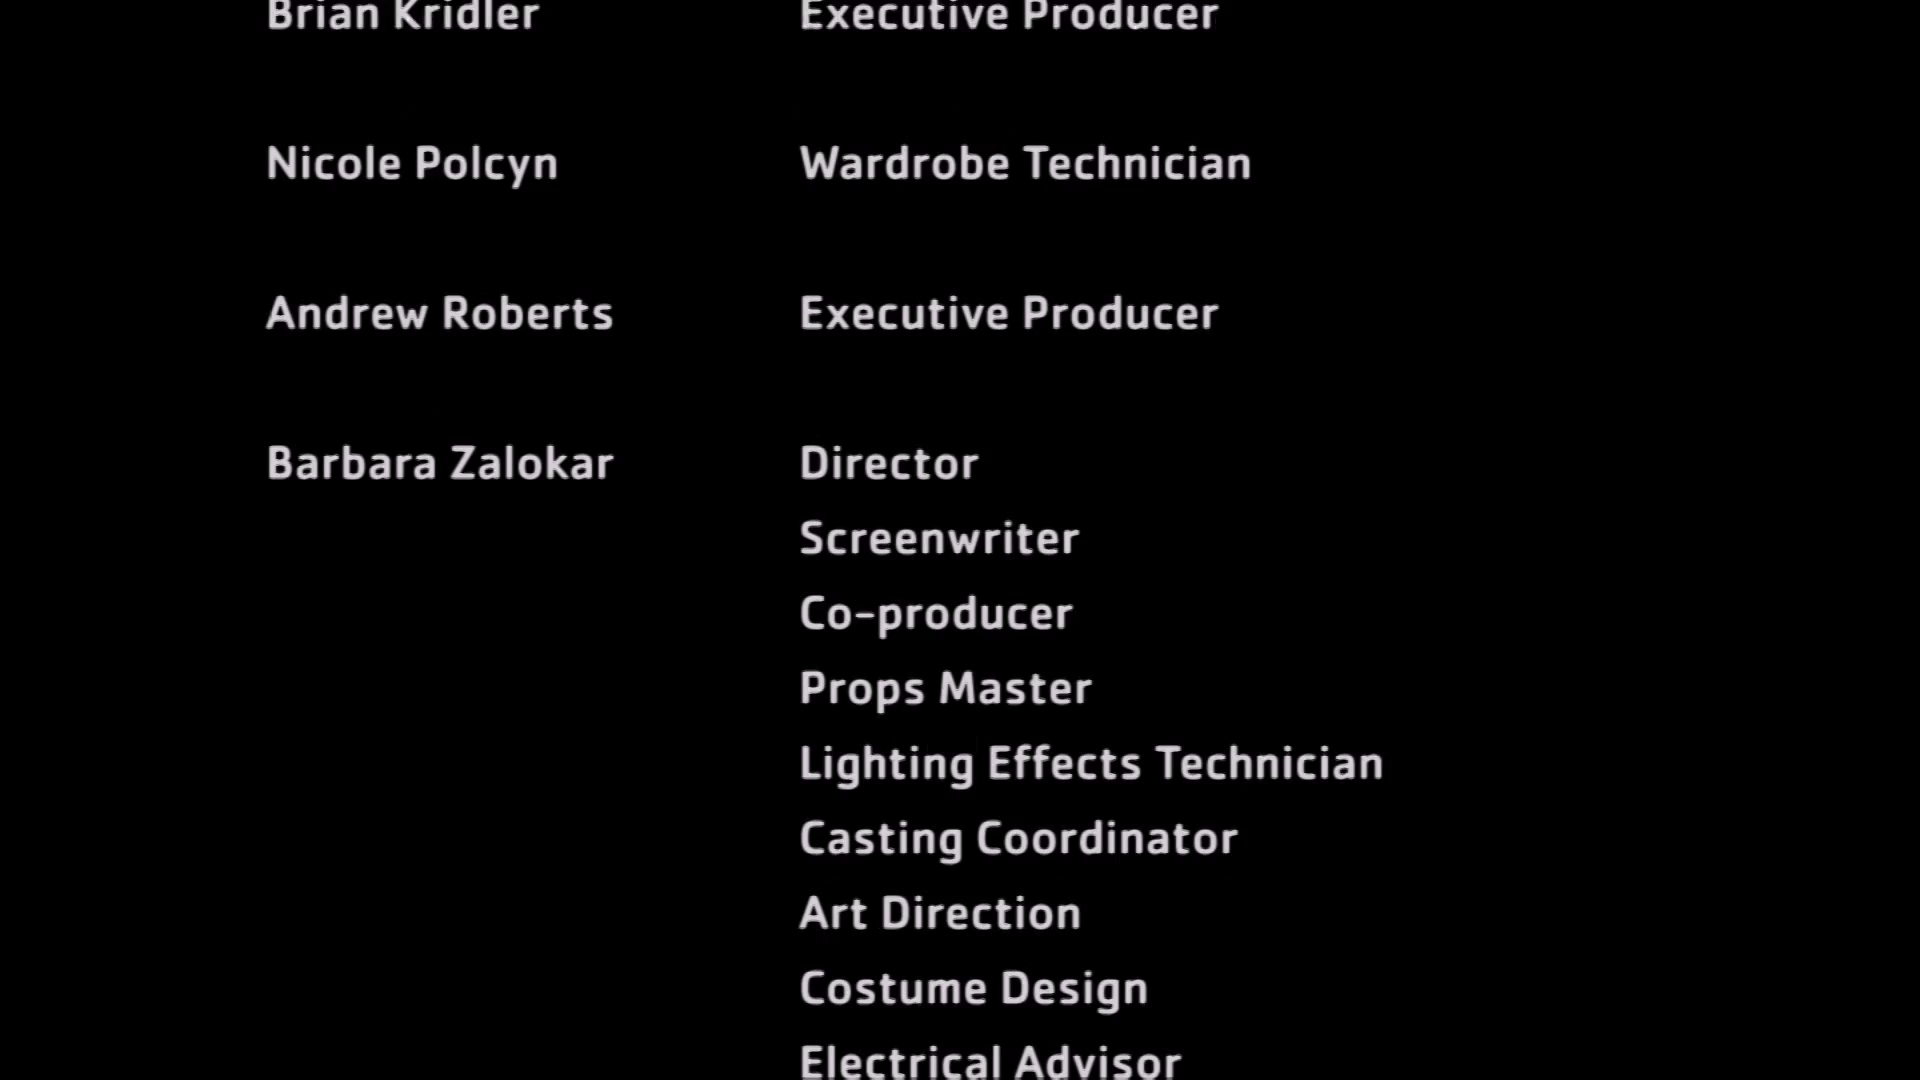 Brian Kridler Executive Producer
Nicole Polcyn Wardrobe Technician
Andrew Roberts Executive Producer
Barbara Zalokar Director
Screenwriter
Co-producer
Props Master
Lighting Effects Technician
Casting Coordinator
Art Direction
Costume Design
Electrical Advisor